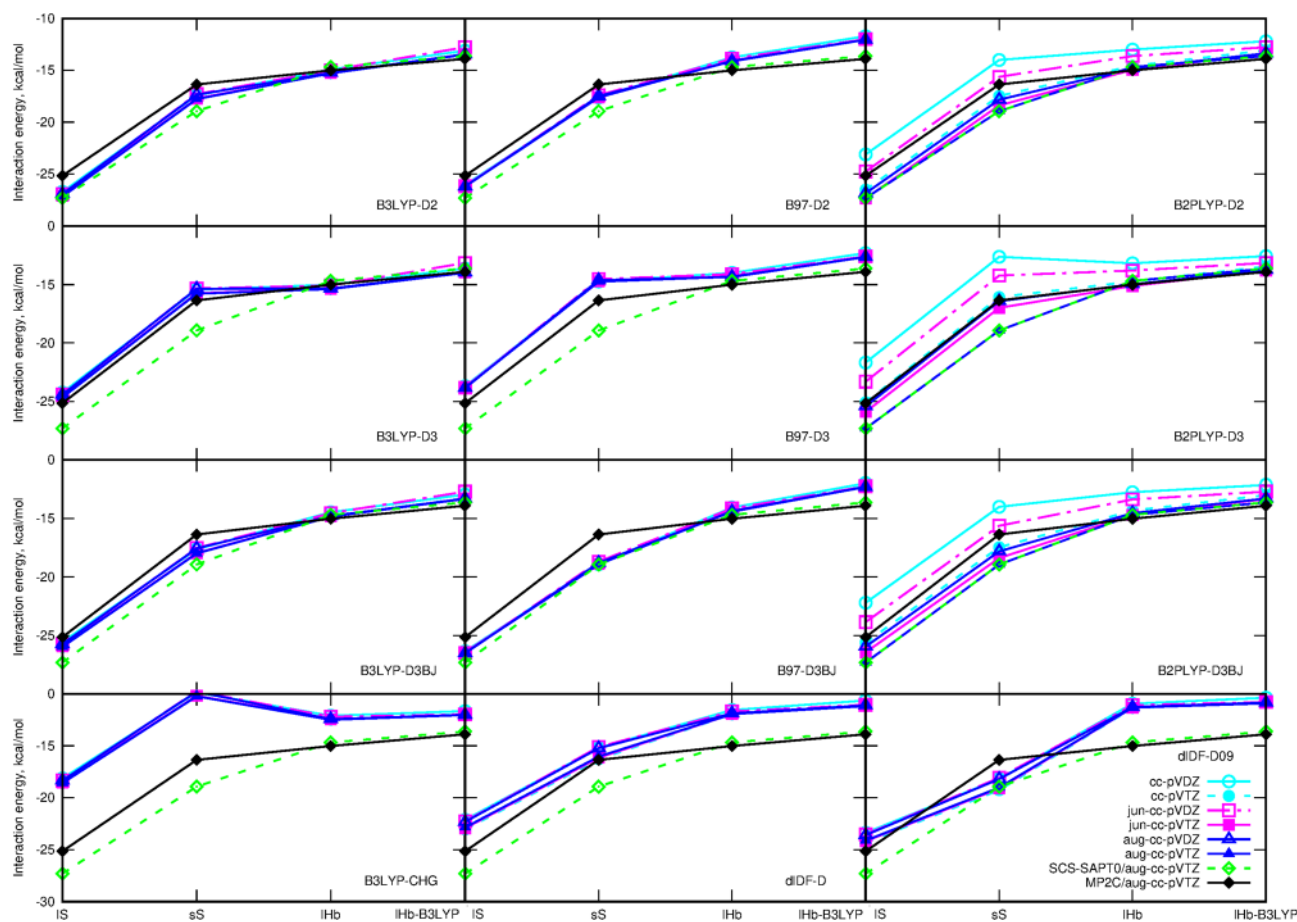 -10
-15
-20
-25
Interaction energy, kcal/mol
B3LYP-D2
B97-D2
B2PLYP-D2
0
-15
-20
-25
Interaction energy, kcal/mol
B3LYP-D3
B97-D3
B2PLYP-D3
0
-15
-20
-25
Interaction energy, kcal/mol
B3LYP-D3BJ
B97-D3BJ
B2PLYP-D3BJ
0
-15
-20
-25
-30
Interaction energy, kcal/mol
B3LYP-CHG
dlDF-D
dlDF-D09
cc-pVDZ
cc-pVTZ
jun-cc-pVDZ
jun-cc-pVTZ
aug-cc-pVDZ
aug-cc-pVTZ
SCS-SAPT0/aug-cc-pVTZ
MP2C/aug-cc-pVTZ
lS sS lHb lHb-B3LYP lS sS lHb lHb-B3LYP lS sS lHb lHb-B3LYP